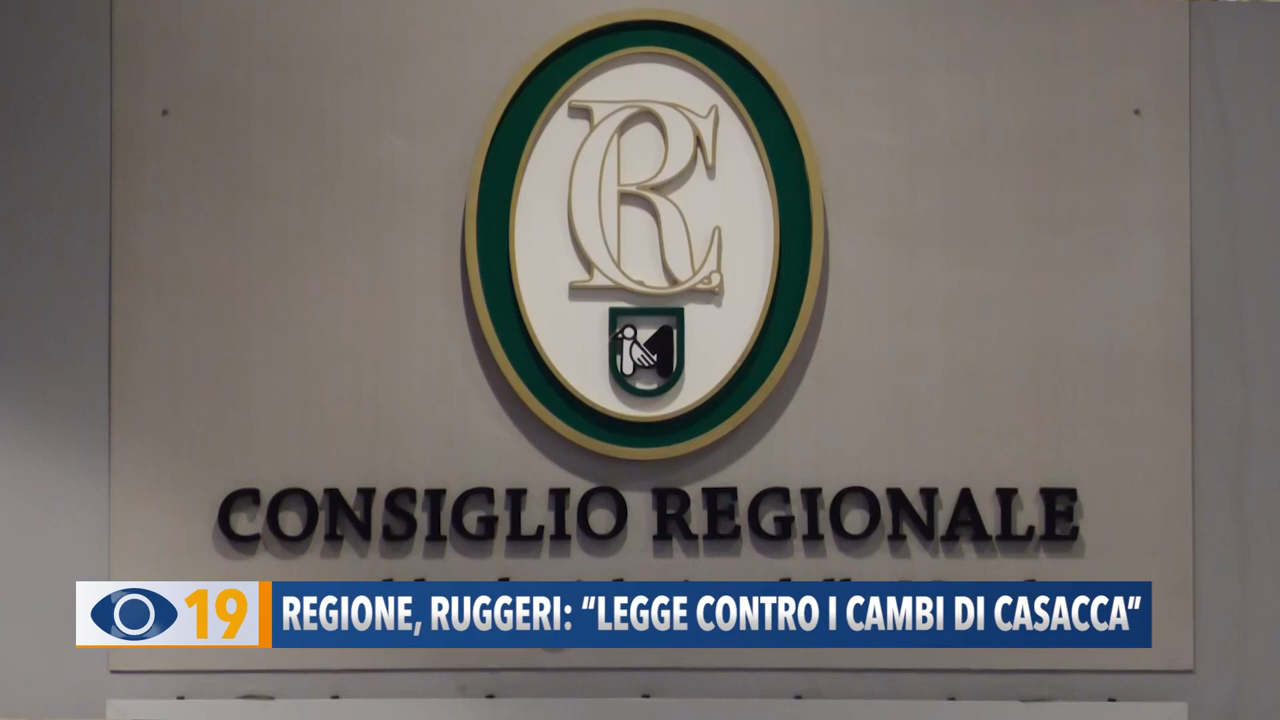 CR
CONSIGLIO REGIONALE
19
REGIONE, RUGGERI: “LEGGE CONTRO I CAMBI DI CASACCA”